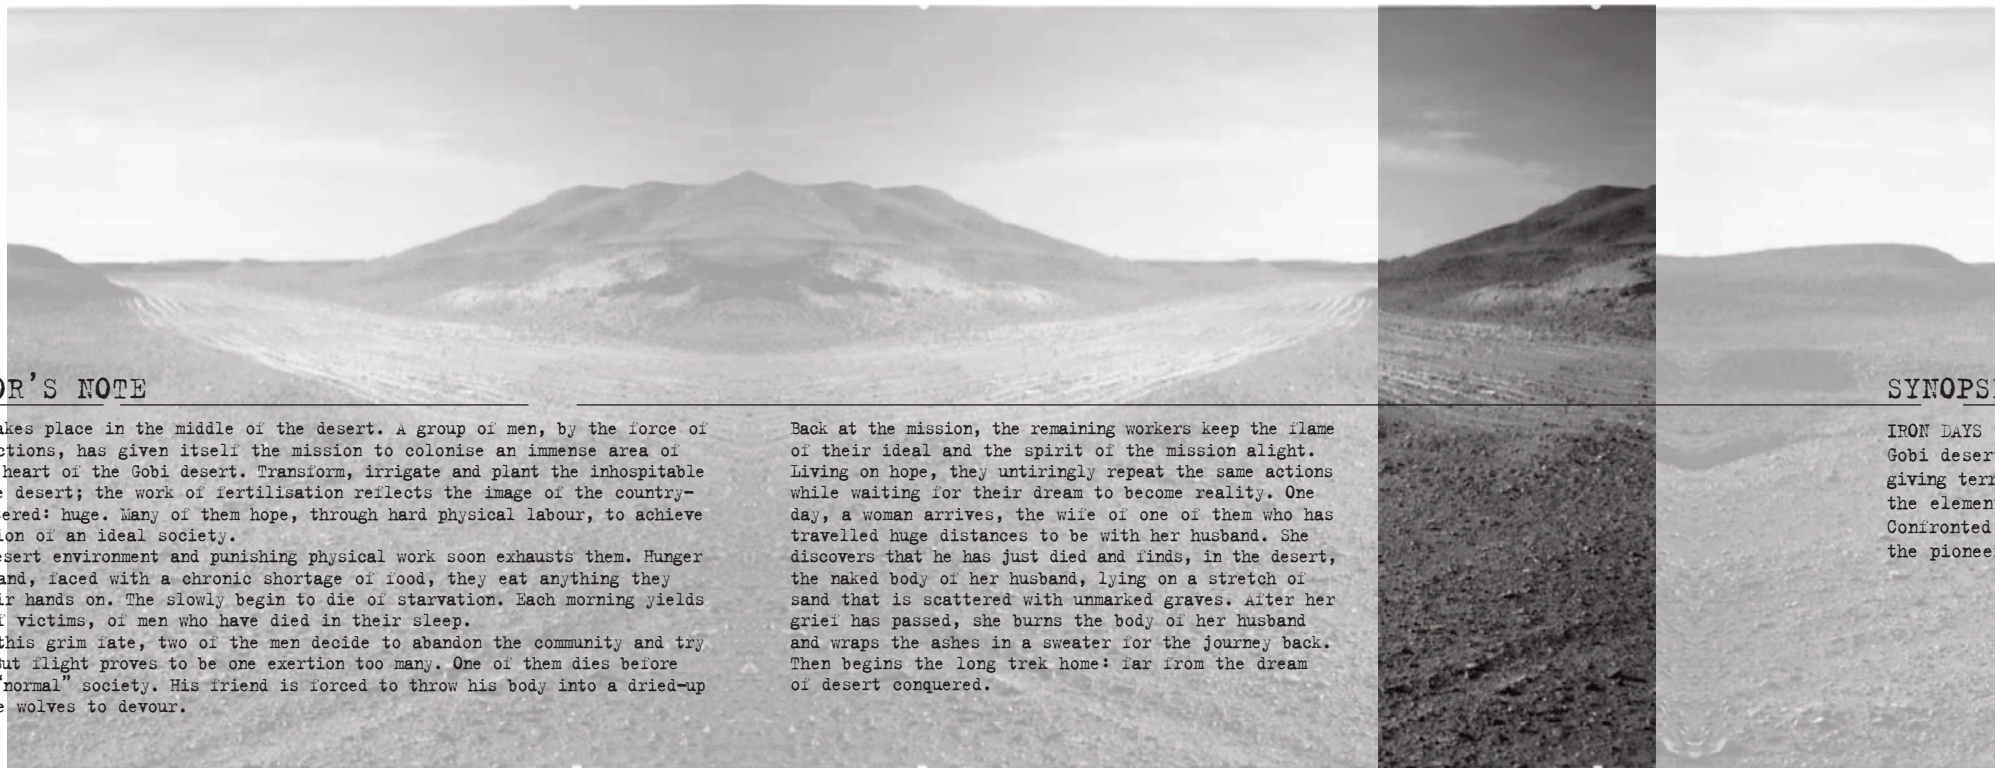 OR'S NOTE
akes place in the middle of the desert. A group of men, by the force of
ctions, has given itself the mission to colonise an immense area of
heart of the Gobi desert. Transform, irrigate and plant the inhospitable
e desert; the work of fertilisation reflects the image of the country-
ered: huge. Many of them hope, through hard physical labour, to achieve
ion of an ideal society.
esert environment and punishing physical work soon exhausts them. Hunger
and, faced with a chronic shortage of food, they eat anything they
ir hands on. The slowly begin to die of starvation. Each morning yields
f victims, of men who have died in their sleep.
this grim fate, two of the men decide to abandon the community and try
ut flight proves to be one exertion too many. One of them dies before
"normal" society. His friend is forced to throw his body into a dried-up
e wolves to devour.
Back at the mission, the remaining workers keep the flame
of their ideal and the spirit of the mission alight.
Living on hope, they untiringly repeat the same actions
while waiting for their dream to become reality. One
day, a woman arrives, the wife of one of them who has
travelled huge distances to be with her husband. She
discovers that he has just died and finds, in the desert,
the naked body of her husband, lying on a stretch of
sand that is scattered with unmarked graves. After her
grief has passed, she burns the body of her husband
and wraps the ashes in a sweater for the journey back.
Then begins the long trek home: far from the dream
of desert conquered.
SYNOPS
IRON DAYS
Gobi deser
giving terr
the elemen
Confronted
the pionee